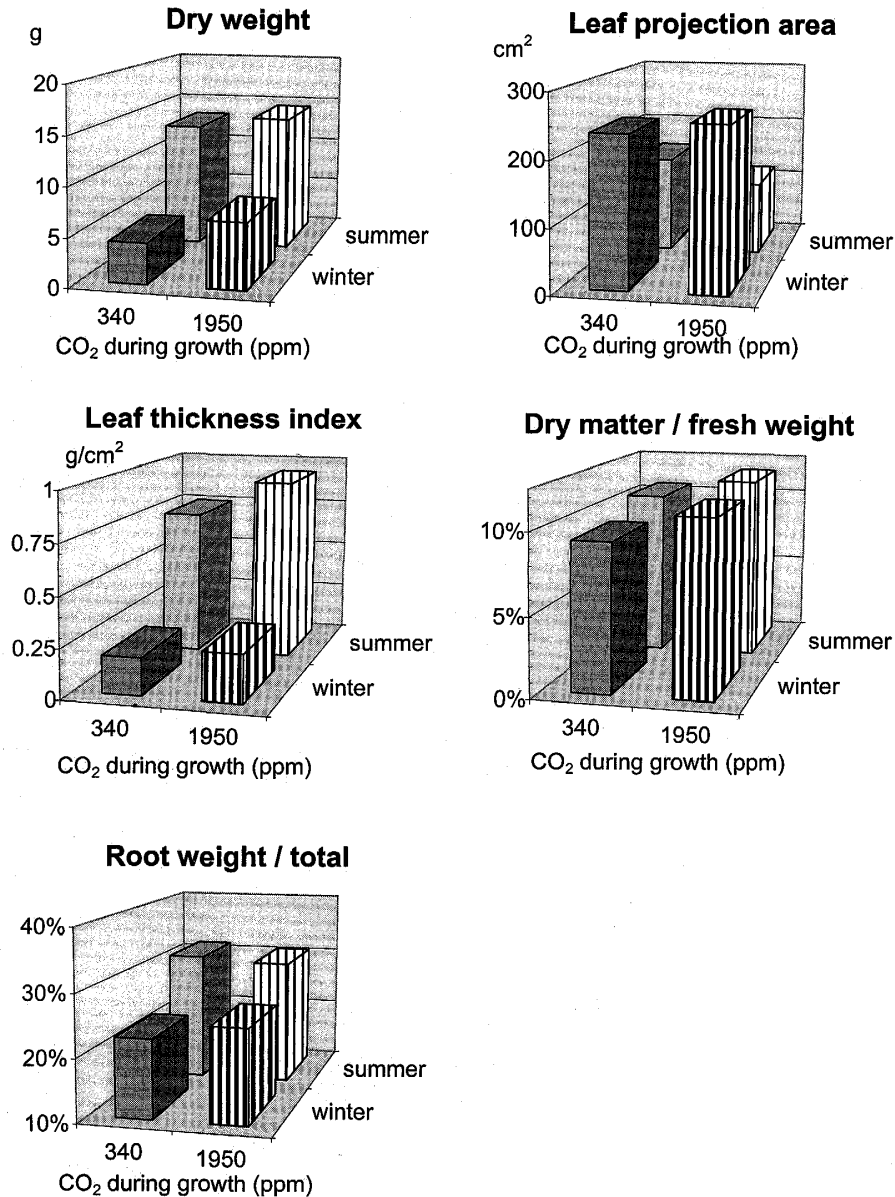 Dry weight
g
20
15
10
5
0
summer
winter
340
1950
CO₂ during growth (ppm)
Leaf projection area
cm²
300
200
100
0
summer
winter
340
1950
CO₂ during growth (ppm)
Leaf thickness index
g/cm²
1
0.75
0.5
0.25
0
summer
winter
340
1950
CO₂ during growth (ppm)
Dry matter / fresh weight
10%
5%
0%
summer
winter
340
1950
CO₂ during growth (ppm)
Root weight / total
40%
30%
20%
10%
summer
winter
340
1950
CO₂ during growth (ppm)